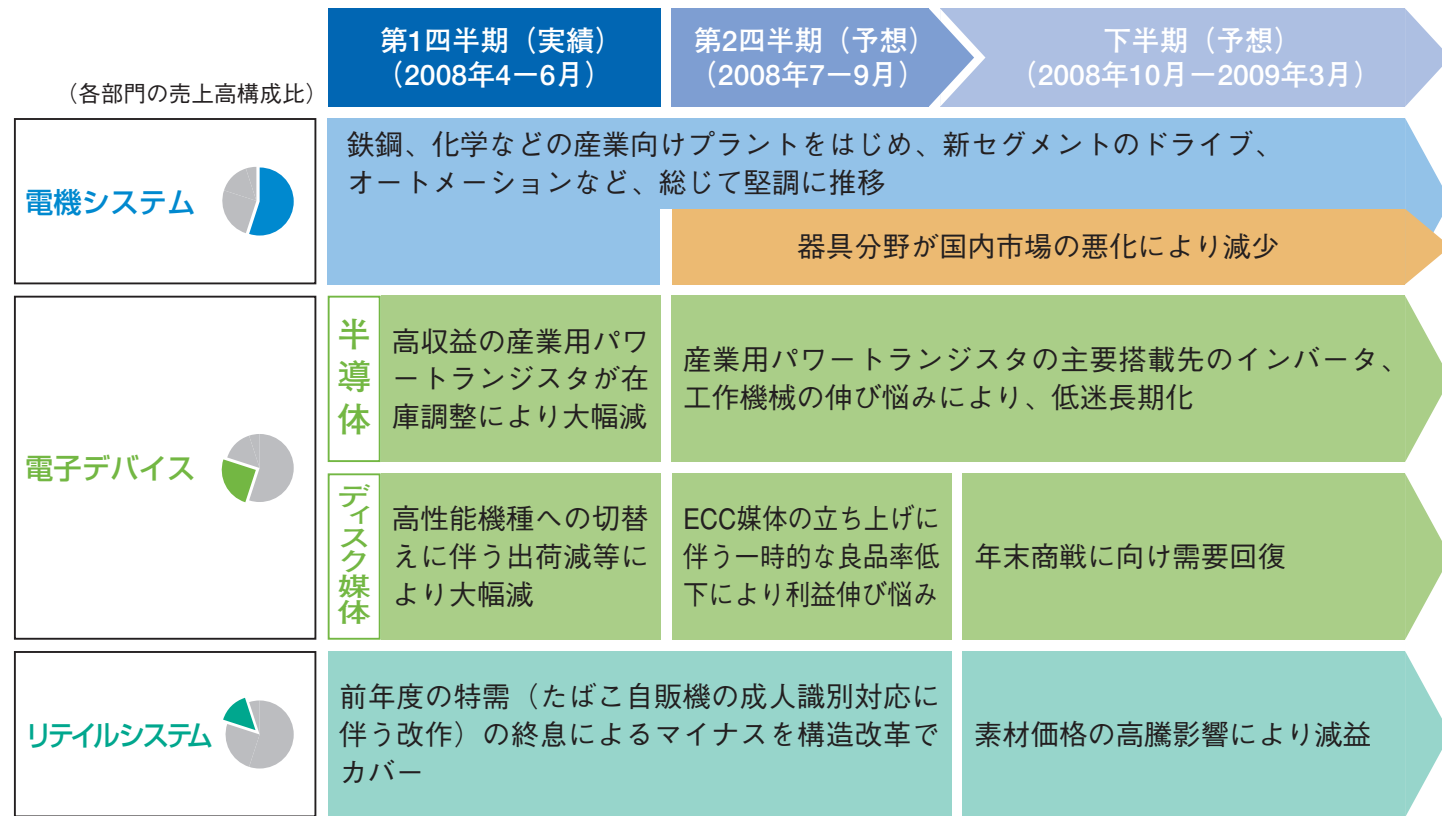 第1四半期（実績）
（2008年4－6月）
第2四半期（予想）
（2008年7－9月）
下半期（予想）
（2008年10月－2009年3月）
（各部門の売上高構成比）
電機システム
鉄鋼、化学などの産業向けプラントをはじめ、新セグメントのドライブ、
オートメーションなど、総じて堅調に推移
器具分野が国内市場の悪化により減少
電子デバイス
半導体
高収益の産業用パワ
ートランジスタが在
庫調整により大幅減
産業用パワートランジスタの主要搭載先のインバータ、
工作機械の伸び悩みにより、低迷長期化
ディスク媒体
高性能機種への切替
えに伴う出荷減等に
より大幅減
ECC媒体の立ち上げに
伴う一時的な良品率低
下により利益伸び悩み
年末商戦に向け需要回復
リテイルシステム
前年度の特需（たばこ自販機の成人識別対応に
伴う改作）の終息によるマイナスを構造改革で
カバー
素材価格の高騰影響により減益